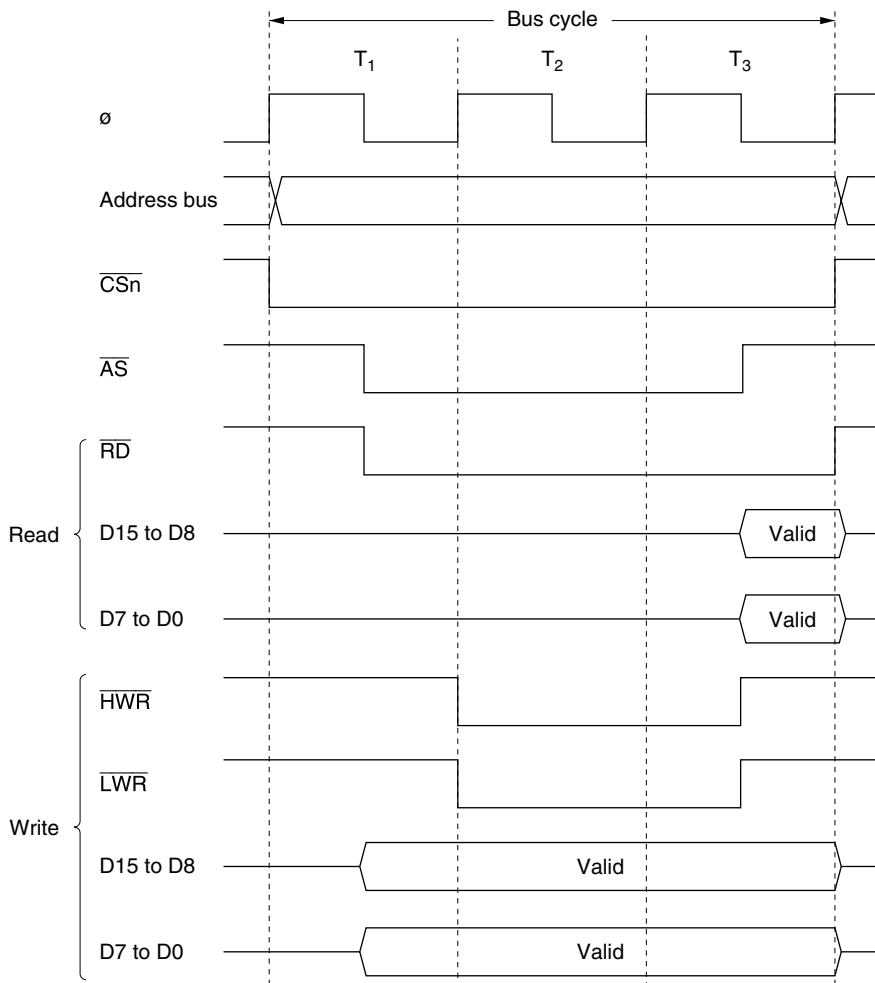 Bus cycle
T1 T2 T3
ø
Address bus
CSn
AS
RD
Read
D15 to D8 Valid
D7 to D0 Valid
HWR
LWR
Write
D15 to D8 Valid
D7 to D0 Valid